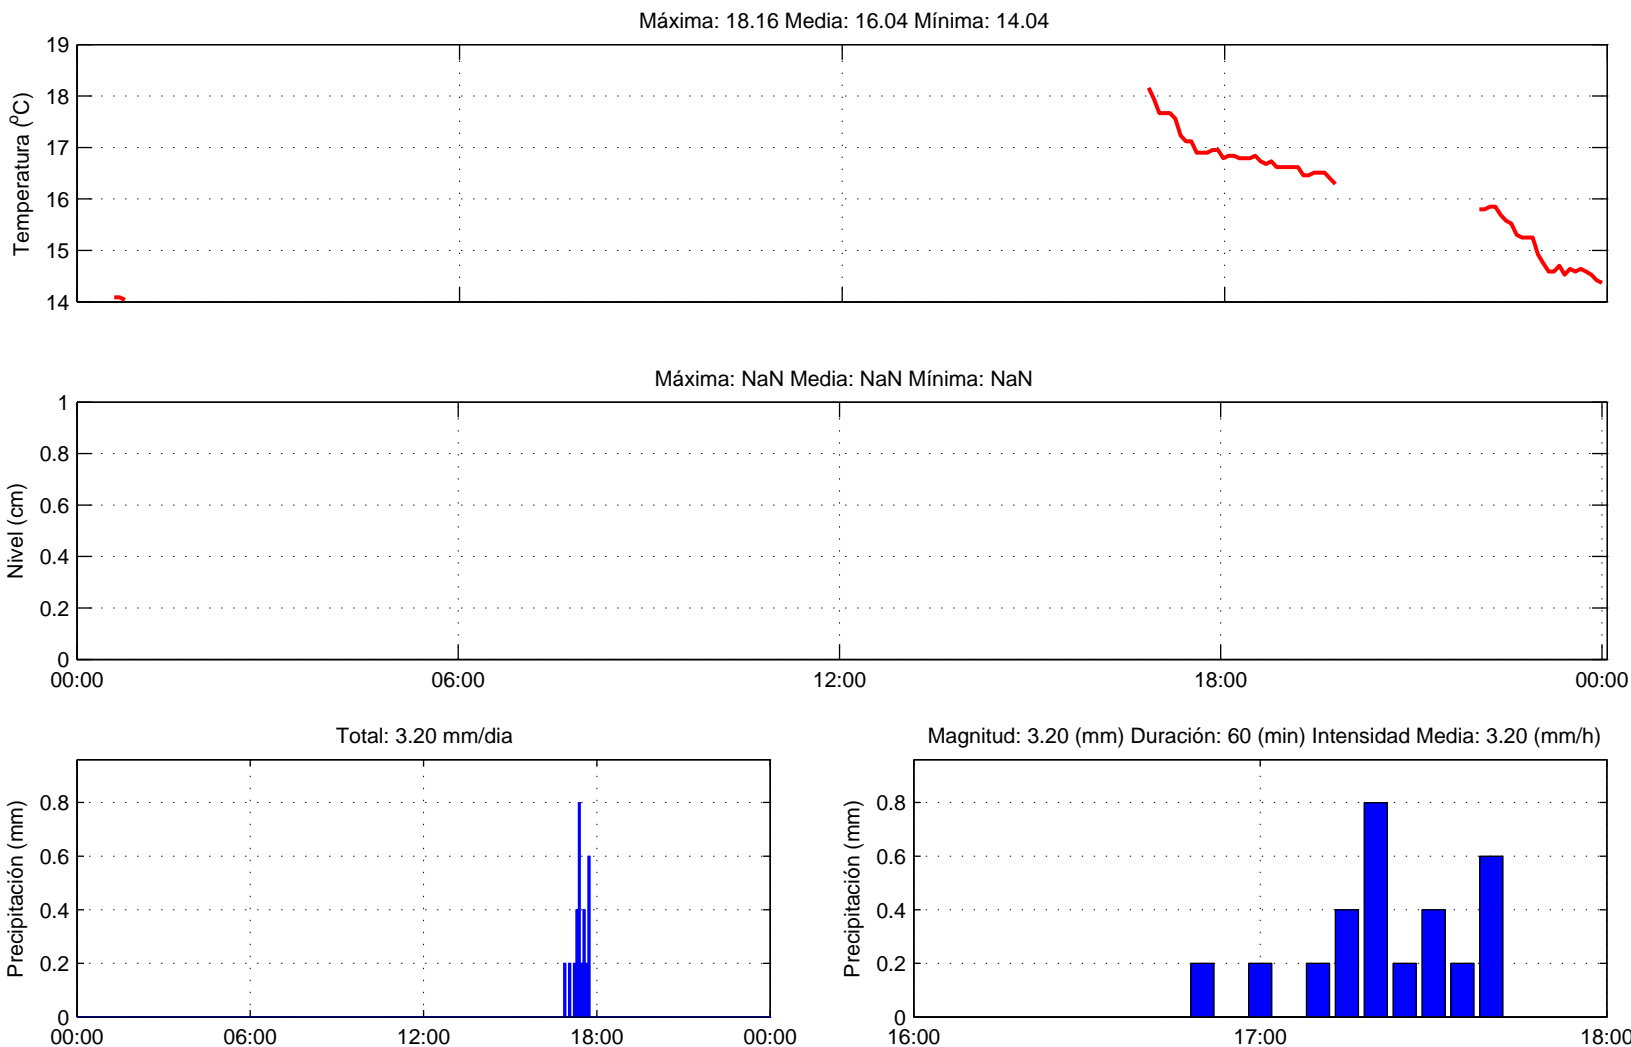 Máxima: 18.16 Media: 16.04 Mínima: 14.04
Temperatura (ºC)
19
18
17
16
15
14
Máxima: NaN Media: NaN Mínima: NaN
Nivel (cm)
1
0.8
0.6
0.4
0.2
0
00:00 06:00 12:00 18:00 00:00
Total: 3.20 mm/dia
Precipitación (mm)
0.8
0.6
0.4
0.2
0
00:00 06:00 12:00 18:00 00:00
Magnitud: 3.20 (mm) Duración: 60 (min) Intensidad Media: 3.20 (mm/h)
Precipitación (mm)
0.8
0.6
0.4
0.2
0
16:00 17:00 18:00